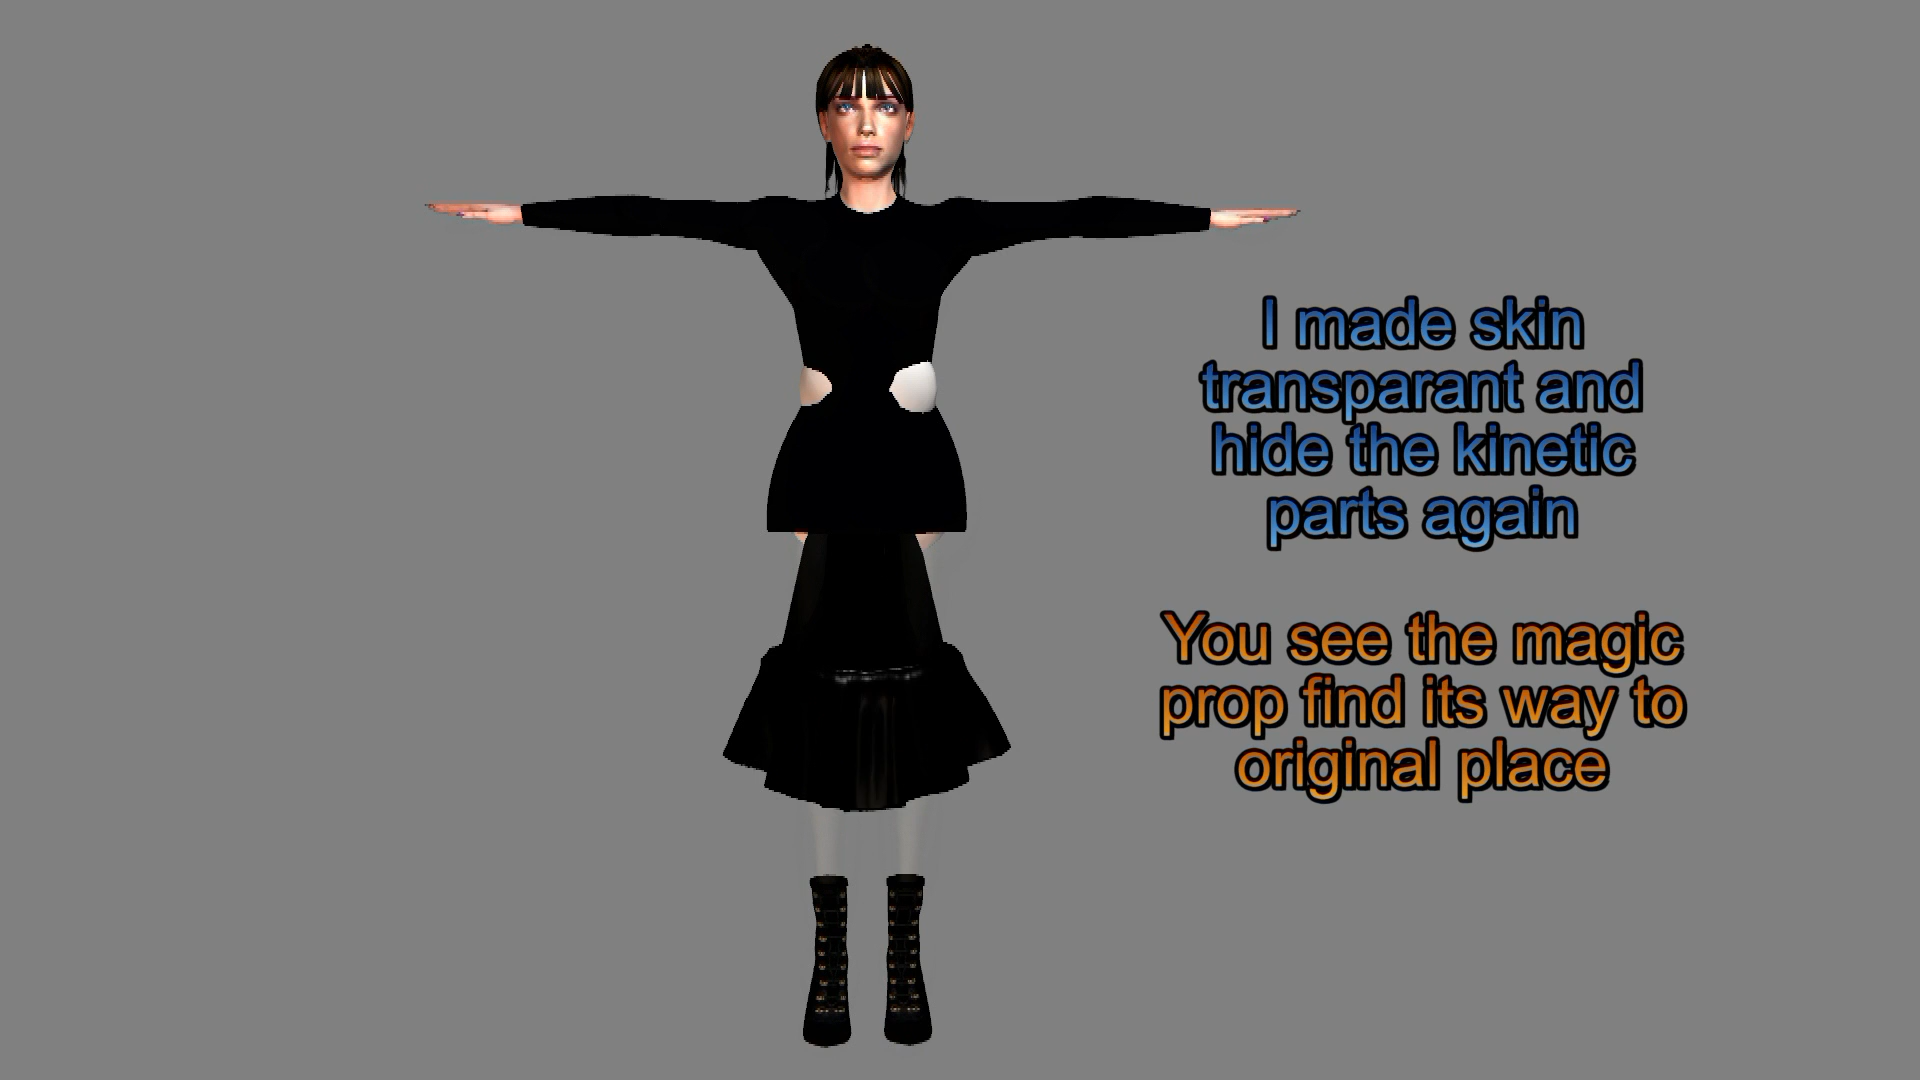 I made skin
transparant and
hide the kinetic
parts again
You see the magic
prop find its way to
original place